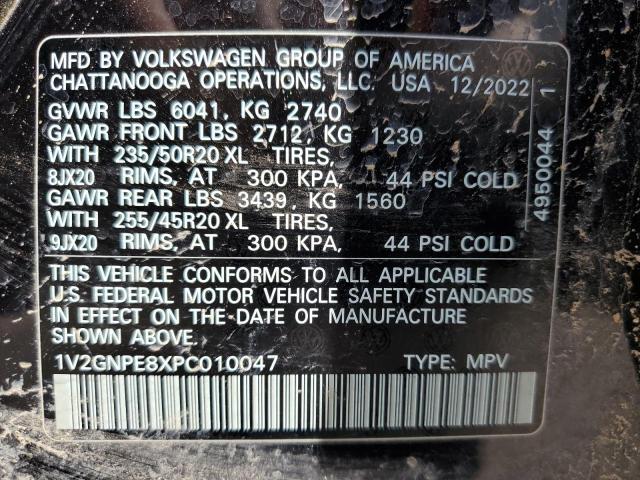 MFD BY VOLKSWAGEN GROUP OF AMERICA
CHATTANOOGA OPERATIONS, LLC. USA 12/2022
GVWR LBS 6041, KG 2740
GAWR FRONT LBS 2712, KG 1230
WITH 235/50R20 XL TIRES,
8JX20 RIMS, AT 300 KPA, 44 PSI COLD
GAWR REAR LBS 3439, KG 1560
WITH 255/45R20 XL TIRES,
9JX20 RIMS, AT 300 KPA, 44 PSI COLD
4950044 1
THIS VEHICLE CONFORMS TO ALL APPLICABLE
U.S. FEDERAL MOTOR VEHICLE SAFETY STANDARDS
IN EFFECT ON THE DATE OF MANUFACTURE
SHOWN ABOVE.
1V2GNPE8XPC010047 TYPE: MPV